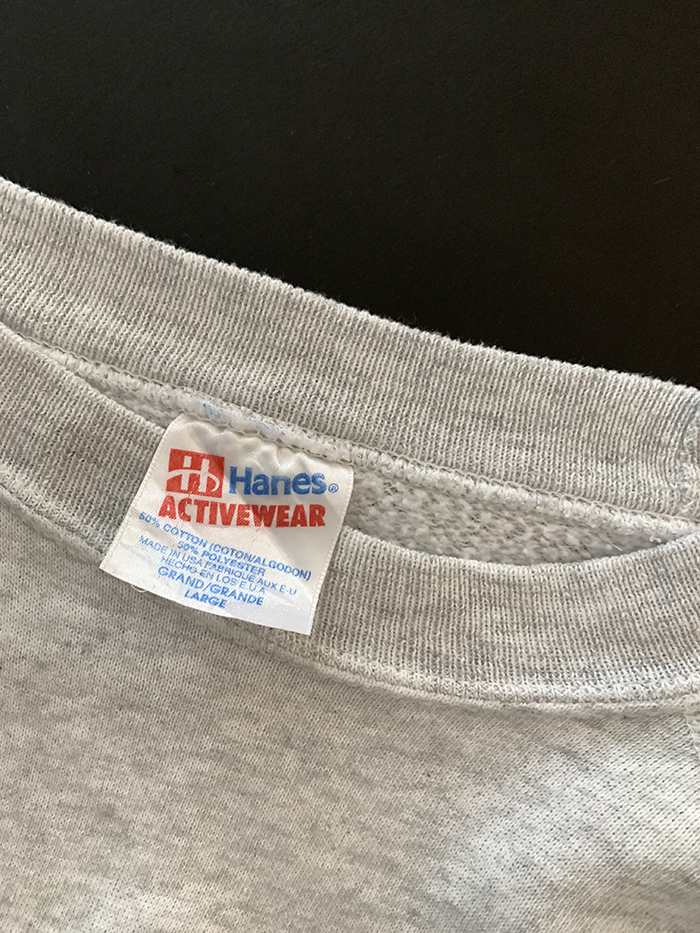 Hanes®
ACTIVEWEAR
50% COTTON (COTON/ALGODON)
50% POLYESTER
MADE IN USA FABRIQUE AUX E-U
HECHO EN LOS E.U.A
GRAND/GRANDE
LARGE